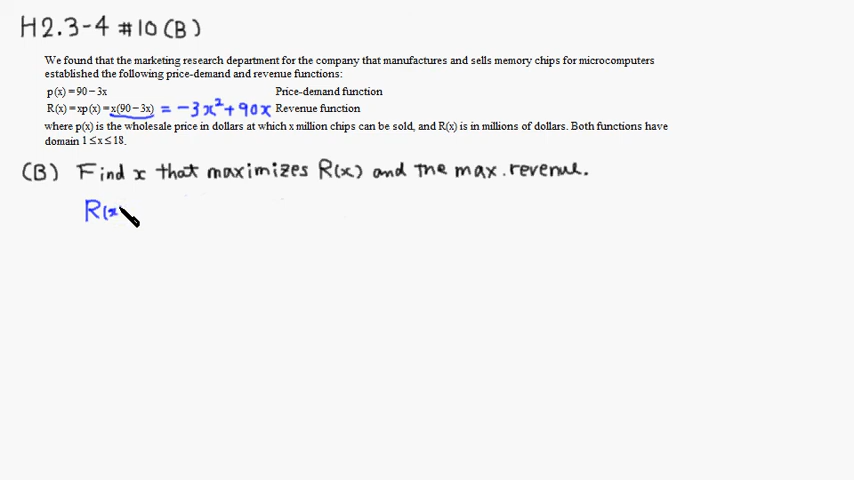 H2.3-4 #10 (B)
We found that the marketing research department for the company that manufactures and sells memory chips for microcomputers
established the following price-demand and revenue functions:
p(x) = 90 – 3x Price-demand function
R(x) = xp(x) = x(90 – 3x) = -3x² + 90x Revenue function
where p(x) is the wholesale price in dollars at which x million chips can be sold, and R(x) is in millions of dollars. Both functions have
domain 1 ≤ x ≤ 18.
(B) Find x that maximizes R(x) and the max. revenue.
R(x